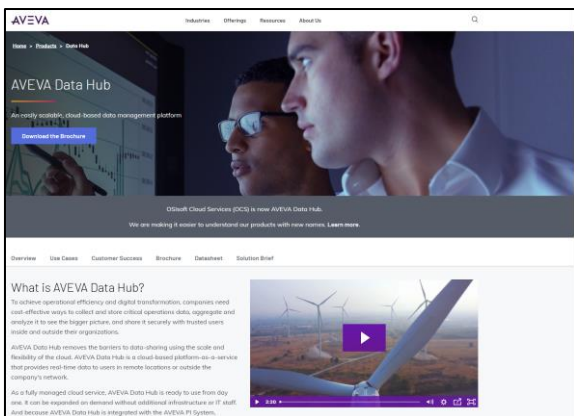 AVEVA
Industries Offerings Resources About Us
Home > Products > Data Hub
AVEVA Data Hub
An easily scalable, cloud-based data management platform
Download the Brochure
OSIsoft Cloud Services (OCS) is now AVEVA Data Hub.
We are making it easier to understand our products with new names. Learn more.
Overview Use Cases Customer Success Brochure Datasheet Solution Brief
What is AVEVA Data Hub?
To achieve operational efficiency and digital transformation, companies need
cost-effective ways to collect and store critical operations data, aggregate and
analyze it to see the bigger picture, and share it securely with trusted users
inside and outside their organizations.
AVEVA Data Hub removes the barriers to data-sharing using the scale and
flexibility of the cloud. AVEVA Data Hub is a cloud-based platform-as-a-service
that provides real-time data to users in remote locations or outside the
company's network.
As a fully managed cloud service, AVEVA Data Hub is ready to use from day
one. It can be expanded on demand without additional infrastructure or IT staff.
And because AVEVA Data Hub is integrated with the AVEVA PI System,